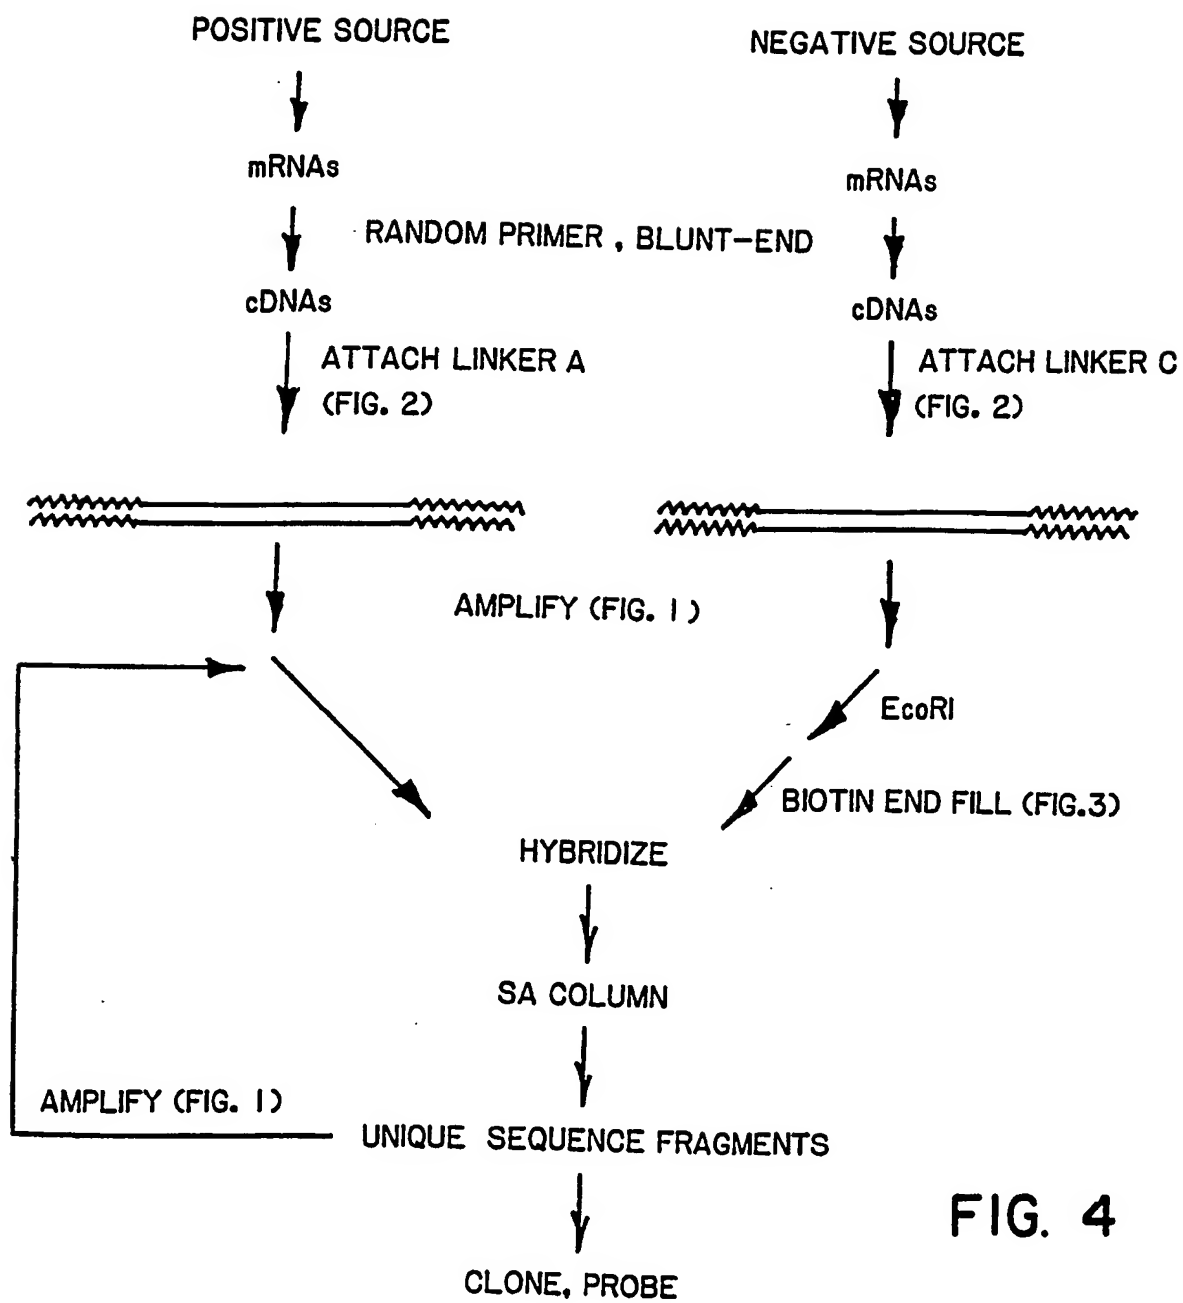 POSITIVE SOURCE
NEGATIVE SOURCE
mRNAs
mRNAs
RANDOM PRIMER, BLUNT-END
cDNAs
cDNAs
ATTACH LINKER A
(FIG. 2)
ATTACH LINKER C
(FIG. 2)
AMPLIFY (FIG. 1)
EcoRI
BIOTIN END FILL (FIG.3)
HYBRIDIZE
SA COLUMN
AMPLIFY (FIG. 1)
UNIQUE SEQUENCE FRAGMENTS
CLONE, PROBE
FIG. 4